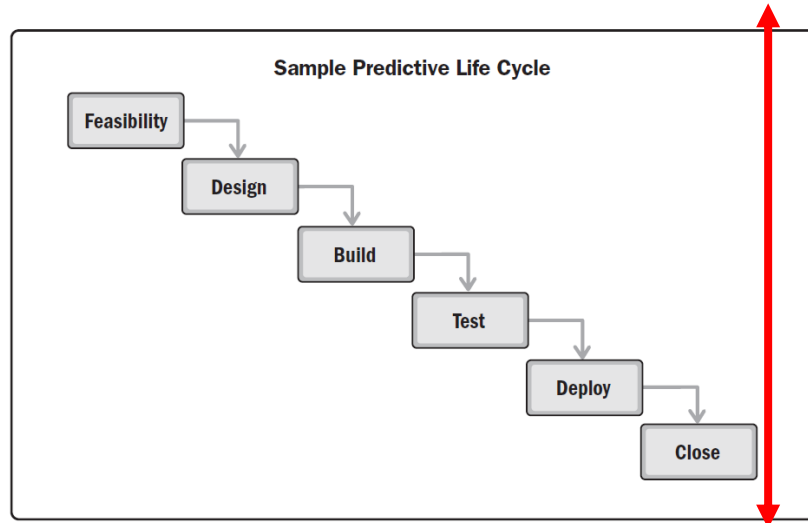 Sample Predictive Life Cycle
Feasibility
Design
Build
Test
Deploy
Close